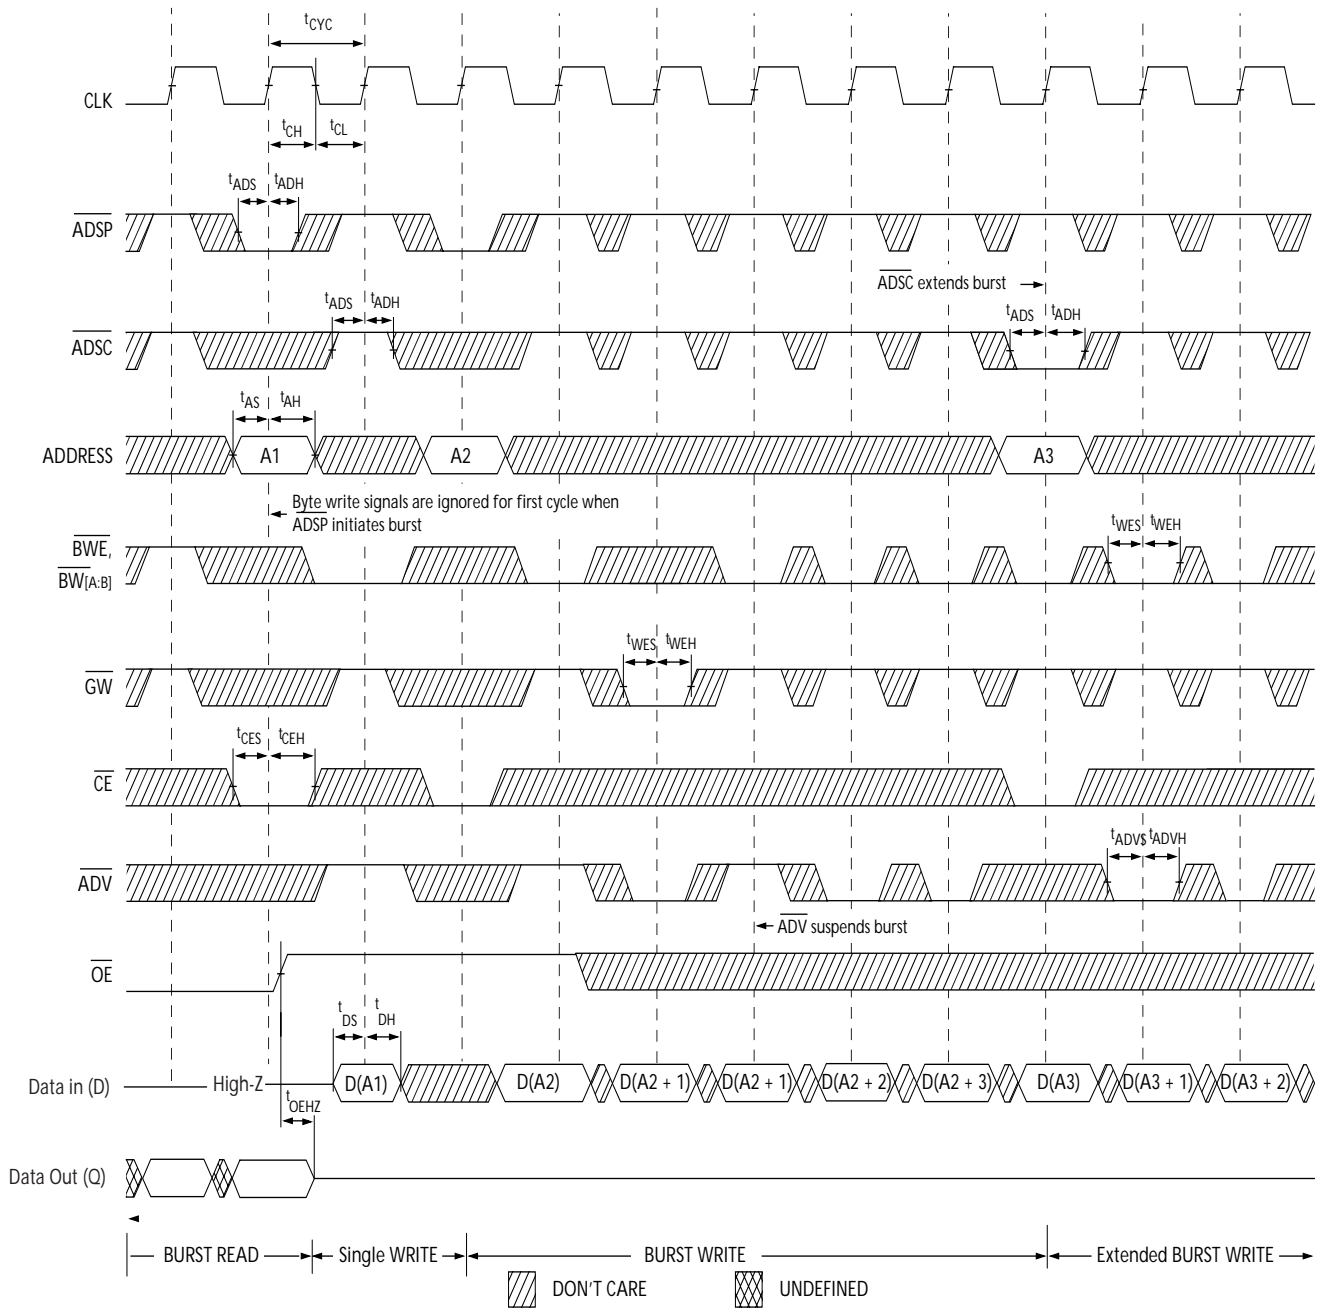 tCYC
CLK
tCH
tCL
tADS
tADH
ADSP
ADSC extends burst
tADS
tADH
tADS
tADH
ADSC
tAS
tAH
ADDRESS
A1
A2
A3
Byte write signals are ignored for first cycle when
ADSP initiates burst
tWES
tWEH
BWE,
BW[A:B]
tWES
tWEH
GW
tCES
tCEH
CE
tADVS
tADVH
ADV
ADV suspends burst
OE
tDS
tDH
Data in (D)
High-Z
D(A1)
D(A2)
D(A2 + 1)
D(A2 + 1)
D(A2 + 2)
D(A2 + 3)
D(A3)
D(A3 + 1)
D(A3 + 2)
tOEHZ
Data Out (Q)
BURST READ
Single WRITE
BURST WRITE
Extended BURST WRITE
DON'T CARE
UNDEFINED